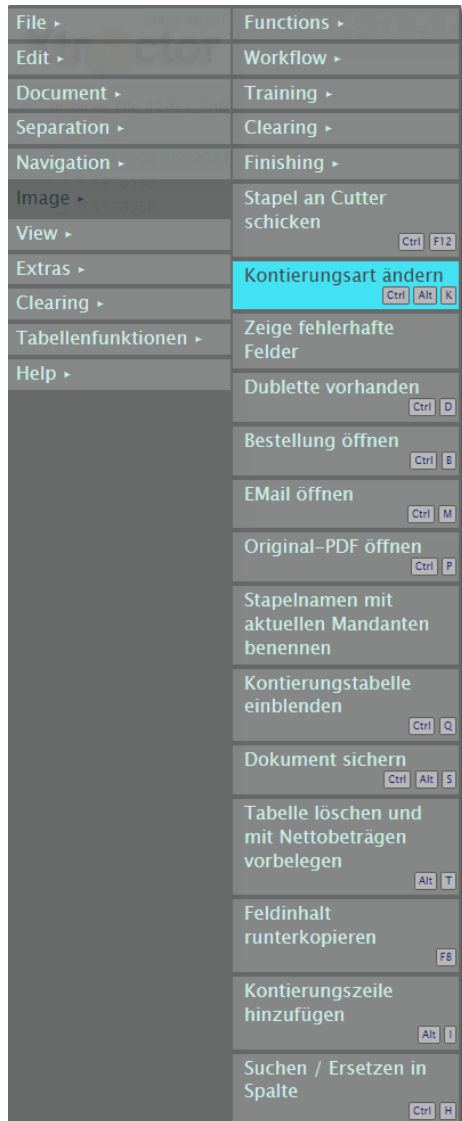 File ▸
Edit ▸
Document ▸
Separation ▸
Navigation ▸
Image ▸
View ▸
Extras ▸
Clearing ▸
Tabellenfunktionen ▸
Help ▸
Functions ▸
Workflow ▸
Training ▸
Clearing ▸
Finishing ▸
Stapel an Cutter
schicken
Ctrl F12
Kontierungsart ändern
Ctrl Alt K
Zeige fehlerhafte
Felder
Dublette vorhanden
Ctrl D
Bestellung öffnen
Ctrl B
EMail öffnen
Ctrl M
Original-PDF öffnen
Ctrl P
Stapelnamen mit
aktuellen Mandanten
benennen
Kontierungstabelle
einblenden
Ctrl Q
Dokument sichern
Ctrl Alt S
Tabelle löschen und
mit Nettobeträgen
vorbelegen
Alt T
Feldinhalt
runterkopieren
F8
Kontierungszeile
hinzufügen
Alt I
Suchen / Ersetzen in
Spalte
Ctrl H